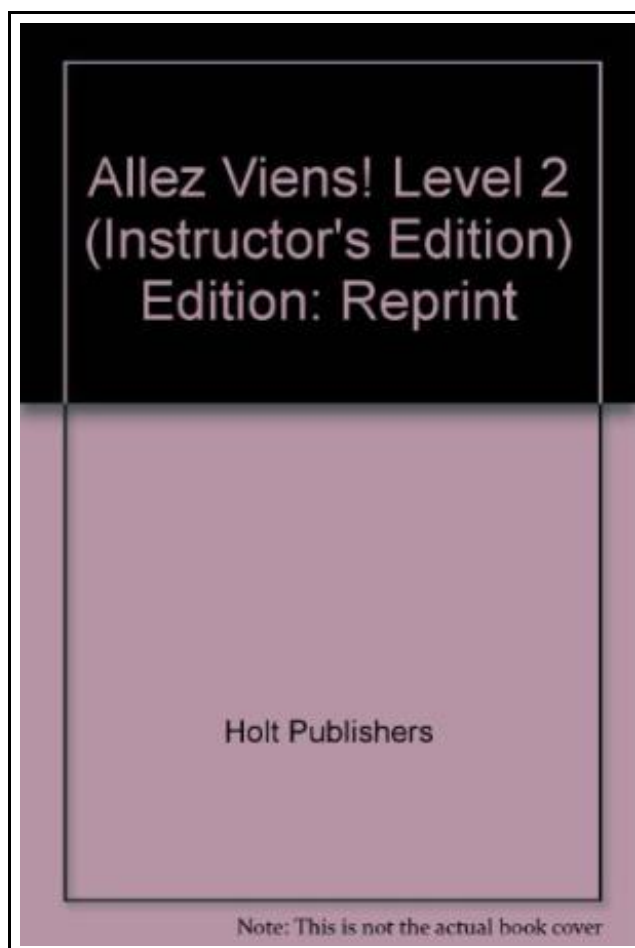 Allez Viens! Level 2
(Instructor's Edition)
Edition: Reprint
Holt Publishers
Note: This is not the actual book cover